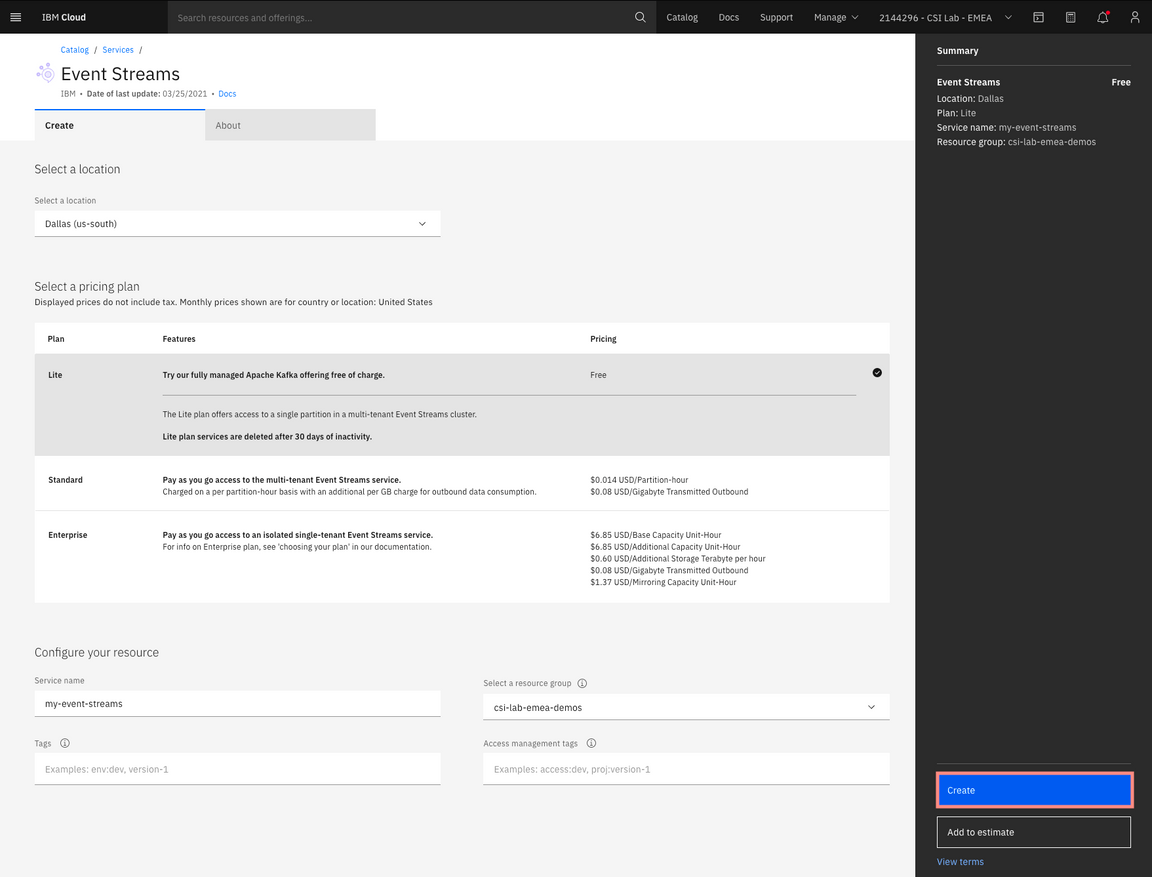 IBM Cloud
Search resources and offerings...
Catalog Docs Support Manage 2144296 - CSI Lab - EMEA
Catalog / Services /
Event Streams
IBM • Date of last update: 03/25/2021 • Docs
Create About
Select a location
Select a location
Dallas (us-south)
Select a pricing plan
Displayed prices do not include tax. Monthly prices shown are for country or location: United States
Plan Features Pricing
Lite Try our fully managed Apache Kafka offering free of charge. Free
The Lite plan offers access to a single partition in a multi-tenant Event Streams cluster.
Lite plan services are deleted after 30 days of inactivity.
Standard Pay as you go access to the multi-tenant Event Streams service. $0.014 USD/Partition-hour
Charged on a per partition-hour basis with an additional per GB charge for outbound data consumption. $0.08 USD/Gigabyte Transmitted Outbound
Enterprise Pay as you go access to an isolated single-tenant Event Streams service. $6.85 USD/Base Capacity Unit-Hour
For info on Enterprise plan, see 'choosing your plan' in our documentation. $6.85 USD/Additional Capacity Unit-Hour
$0.60 USD/Additional Storage Terabyte per hour
$0.08 USD/Gigabyte Transmitted Outbound
$1.37 USD/Mirroring Capacity Unit-Hour
Configure your resource
Service name
my-event-streams
Select a resource group
csi-lab-emea-demos
Tags
Examples: env:dev, version-1
Access management tags
Examples: access:dev, proj:version-1
Summary
Event Streams Free
Location: Dallas
Plan: Lite
Service name: my-event-streams
Resource group: csi-lab-emea-demos
Create
Add to estimate
View terms